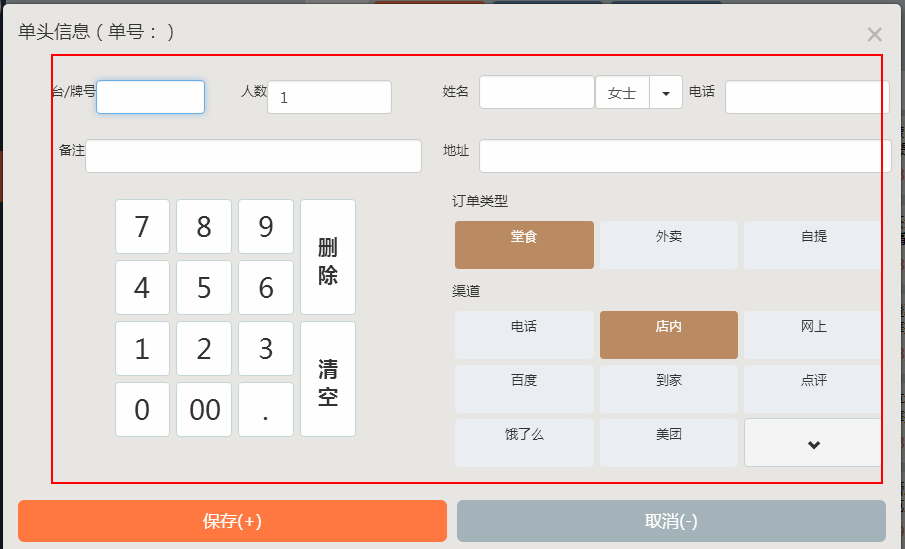 单头信息（单号：）
台/牌号 人数 1 姓名 女士 电话
备注 地址
订单类型
堂食 外卖 自提
渠道
电话 店内 网上
百度 到家 点评
饿了么 美团
7 8 9 删除
4 5 6
1 2 3 清空
0 00 .
保存(+) 取消(-)